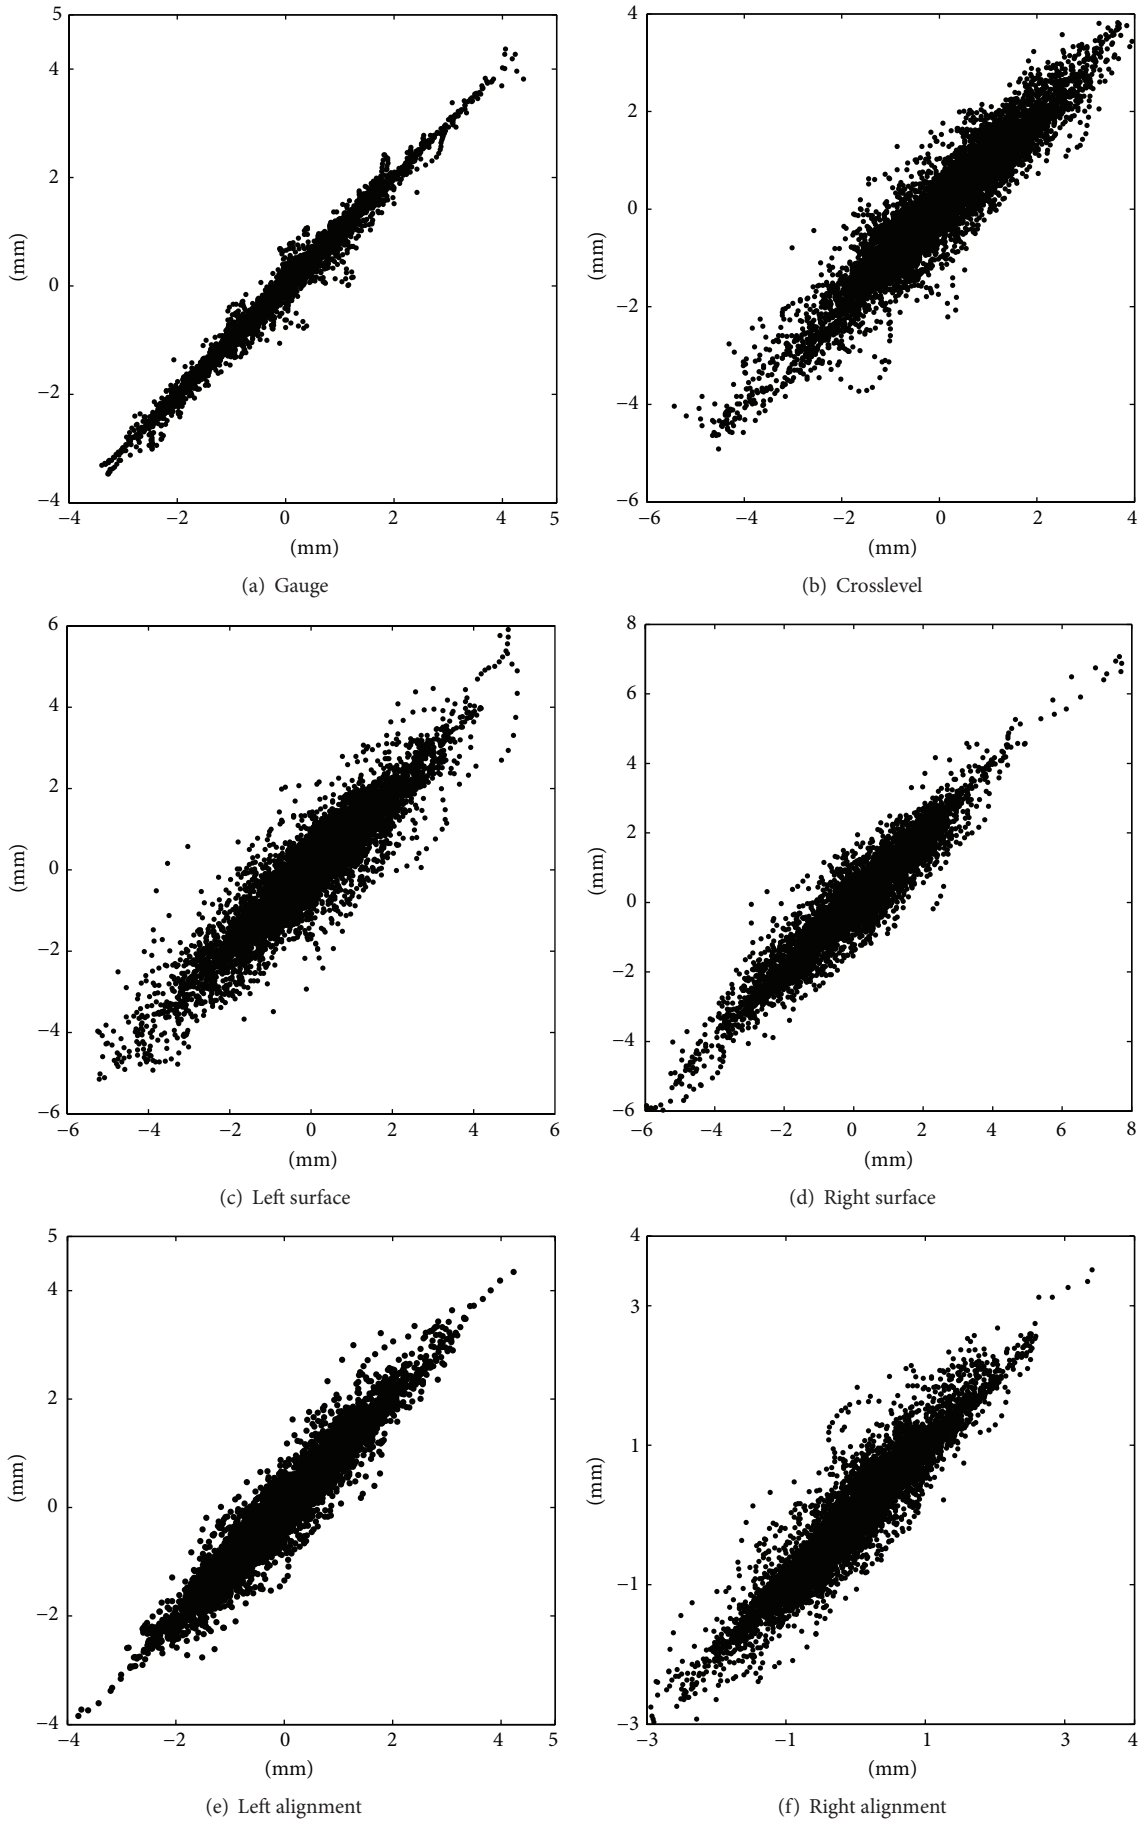 5
4
2
0
−2
−4
(mm)
−4 −2 0 2 4 5
(mm)
(a) Gauge
4
2
0
−2
−4
−6
(mm)
−6 −4 −2 0 2 4
(mm)
(b) Crosslevel
6
4
2
0
−2
−4
−6
(mm)
−6 −4 −2 0 2 4 6
(mm)
(c) Left surface
8
6
4
2
0
−2
−4
−6
(mm)
−6 −4 −2 0 2 4 6 8
(mm)
(d) Right surface
5
4
2
0
−2
−4
(mm)
−4 −2 0 2 4 5
(mm)
(e) Left alignment
4
3
1
−1
−3
(mm)
−3 −1 1 3 4
(mm)
(f) Right alignment